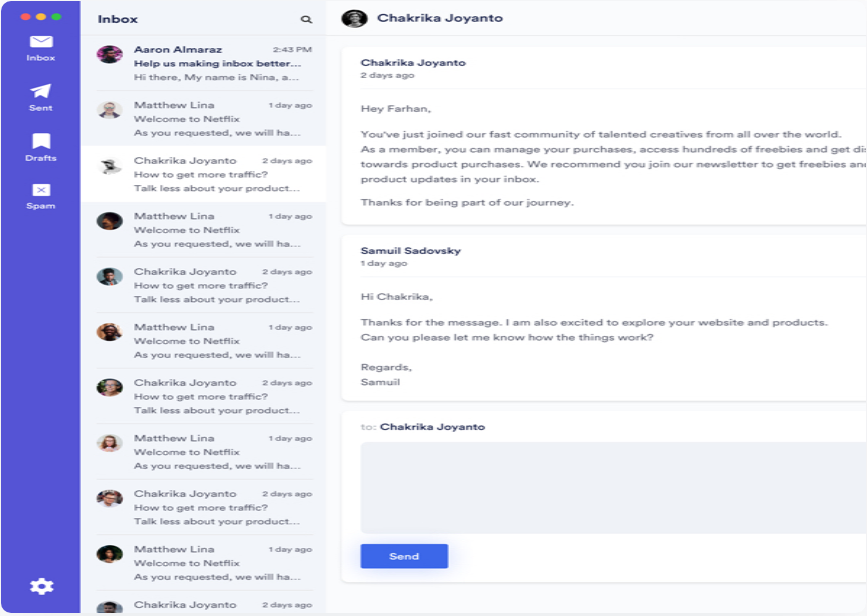 Inbox
Sent
Drafts
Spam
Inbox
Aaron Almaraz 2:43 PM
Help us making inbox better...
Hi there, My name is Nina, a...
Matthew Lina 1 day ago
Welcome to Netflix
As you requested, we will ha...
Chakrika Joyanto 2 days ago
How to get more traffic?
Talk less about your product...
Matthew Lina 1 day ago
Welcome to Netflix
As you requested, we will ha...
Chakrika Joyanto 2 days ago
How to get more traffic?
Talk less about your product...
Matthew Lina 1 day ago
Welcome to Netflix
As you requested, we will ha...
Chakrika Joyanto 2 days ago
How to get more traffic?
Talk less about your product...
Matthew Lina 1 day ago
Welcome to Netflix
As you requested, we will ha...
Chakrika Joyanto 2 days ago
How to get more traffic?
Talk less about your product...
Matthew Lina 1 day ago
Welcome to Netflix
As you requested, we will ha...
Chakrika Joyanto 2 days ago
Chakrika Joyanto
Chakrika Joyanto
2 days ago
Hey Farhan,
You've just joined our fast community of talented creatives from all over the world.
As a member, you can manage your purchases, access hundreds of freebies and get
towards product purchases. We recommend you join our newsletter to get freebies
product updates in your inbox.
Thanks for being part of our journey.
Samuil Sadovsky
1 day ago
Hi Chakrika,
Thanks for the message. I am also excited to explore your website and products.
Can you please let me know how the things work?
Regards,
Samuil
to: Chakrika Joyanto
Send